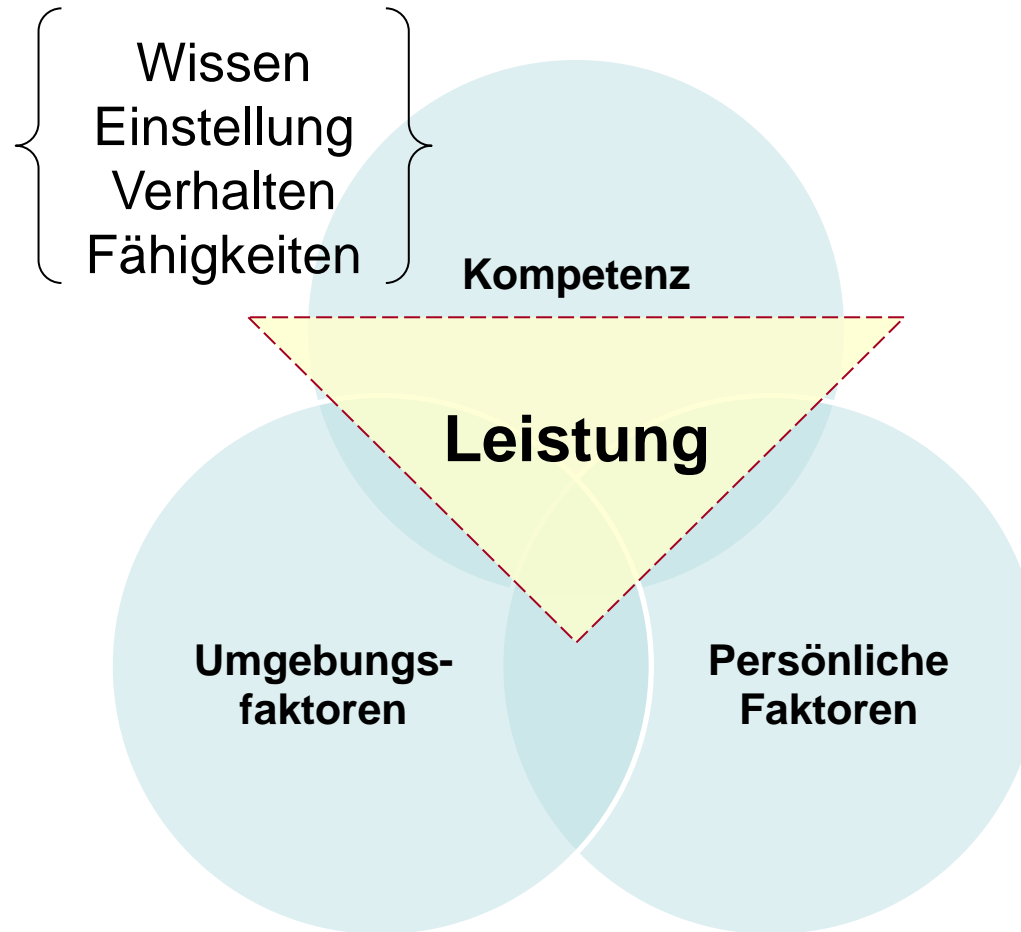 Wissen
Einstellung
Verhalten
Fähigkeiten
Kompetenz
Leistung
Umgebungs-
faktoren
Persönliche
Faktoren